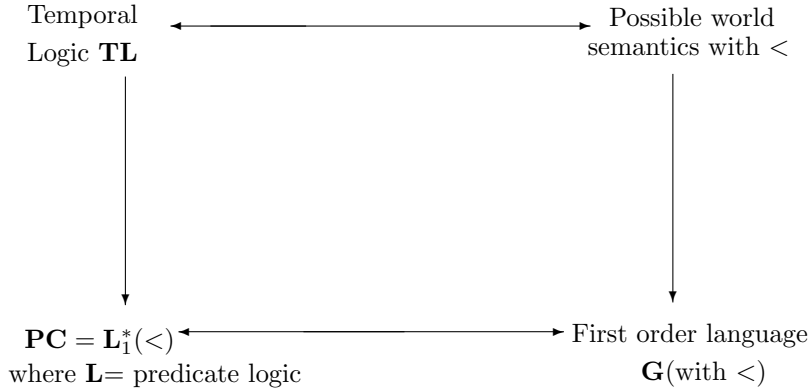 Temporal
Logic TL
Possible world
semantics with <
PC = L₁*(<)
where L= predicate logic
First order language
G(with <)